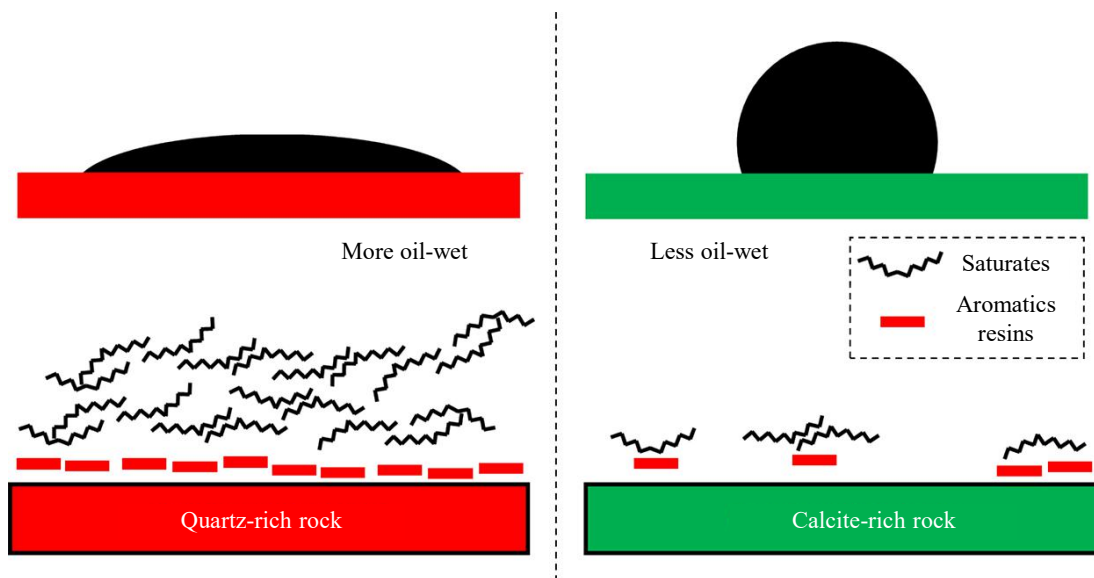 More oil-wet
Less oil-wet
Saturates
Aromatics
resins
Quartz-rich rock
Calcite-rich rock